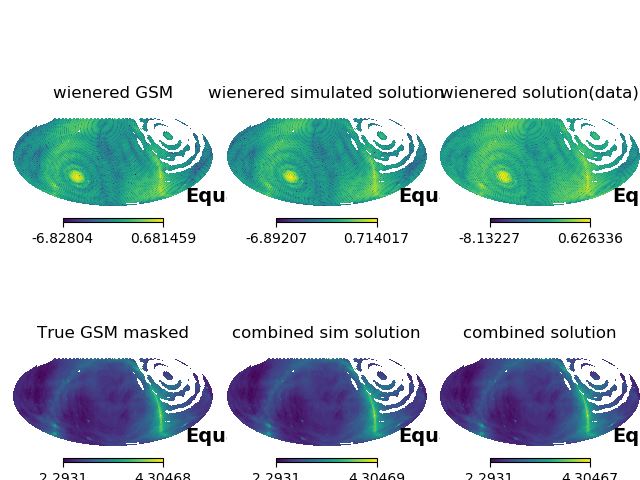 wienered GSM
wienered simulated solution
wienered solution(data)
Equ
Equ
Eq
-6.82804 0.681459
-6.89207 0.714017
-8.13227 0.626336
True GSM masked
combined sim solution
combined solution
Equ
Equ
Eq
2.2931 4.30468
2.2931 4.30469
2.2931 4.30467